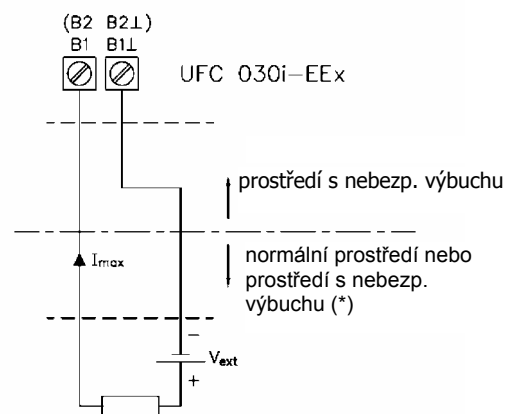 (B2 B2⊥)
B1 B1⊥
UFC 030i-EEx
prostředí s nebezp. výbuchu
normální prostředí nebo
prostředí s nebezp.
výbuchu (*)
Imax
−
Vext
+